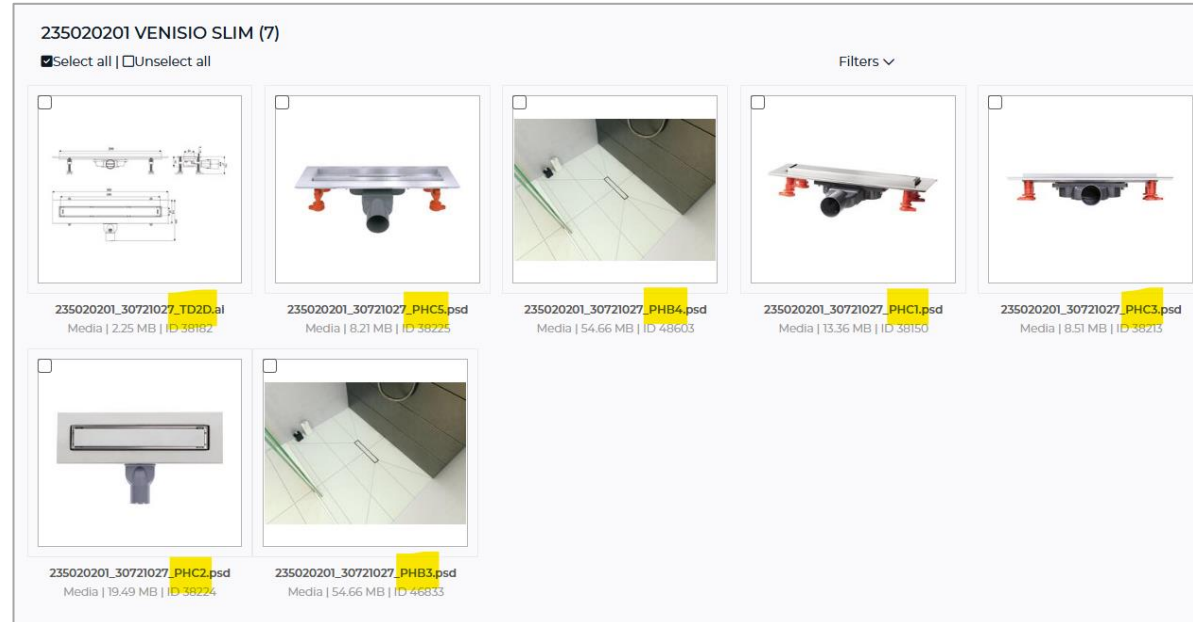 235020201 VENISIO SLIM (7)
Select all | Unselect all
Filters
235020201_30721027_TD2D.ai
Media | 2.25 MB | ID 38182
235020201_30721027_PHC5.psd
Media | 8.21 MB | ID 38225
235020201_30721027_PHB4.psd
Media | 54.66 MB | ID 48603
235020201_30721027_PHC1.psd
Media | 13.36 MB | ID 38150
235020201_30721027_PHC3.psd
Media | 8.51 MB | ID 38213
235020201_30721027_PHC2.psd
Media | 19.49 MB | ID 38224
235020201_30721027_PHB3.psd
Media | 54.66 MB | ID 46833